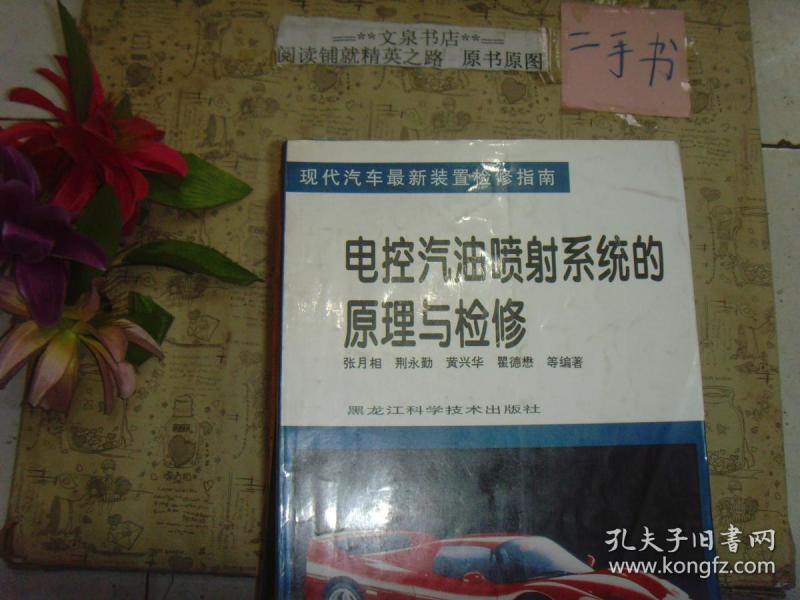 ==**文泉书店**==
阅读铺就精英之路 原书原图
二手书
现代汽车最新装置检修指南
电控汽油喷射系统的
原理与检修
张月相 荆永勤 黄兴华 瞿德懋 等编著
黑龙江科学技术出版社
孔夫子旧书网
www.kongfz.com